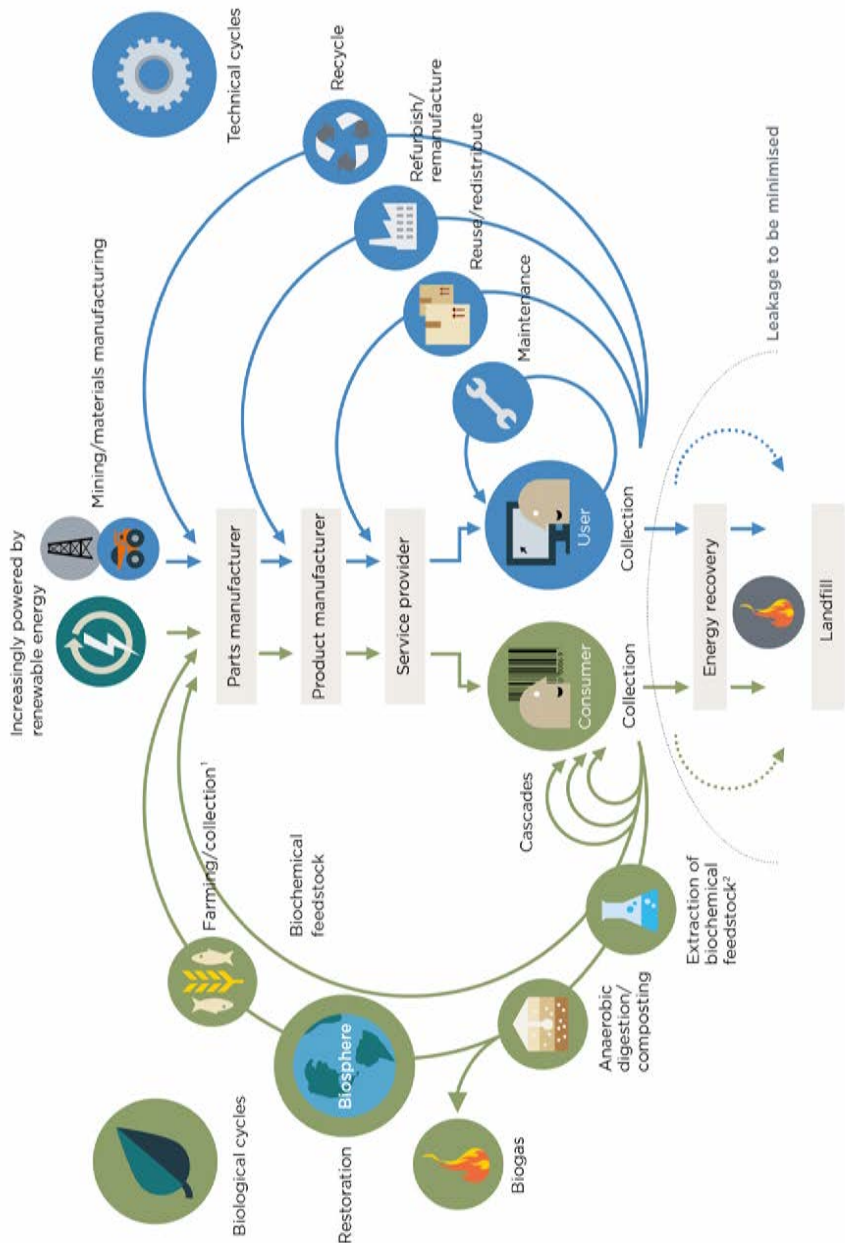 Increasingly powered by
renewable energy
Mining/materials manufacturing
Biological cycles
Technical cycles
Farming/collection¹
Parts manufacturer
Recycle
Biosphere
Restoration
Biochemical
feedstock
Product manufacturer
Refurbish/
remanufacture
Service provider
Reuse/redistribute
Biogas
Cascades
Consumer
User
Maintenance
Anaerobic
digestion/
composting
Collection
Collection
Extraction of
biochemical
feedstock²
Energy recovery
Leakage to be minimised
Landfill